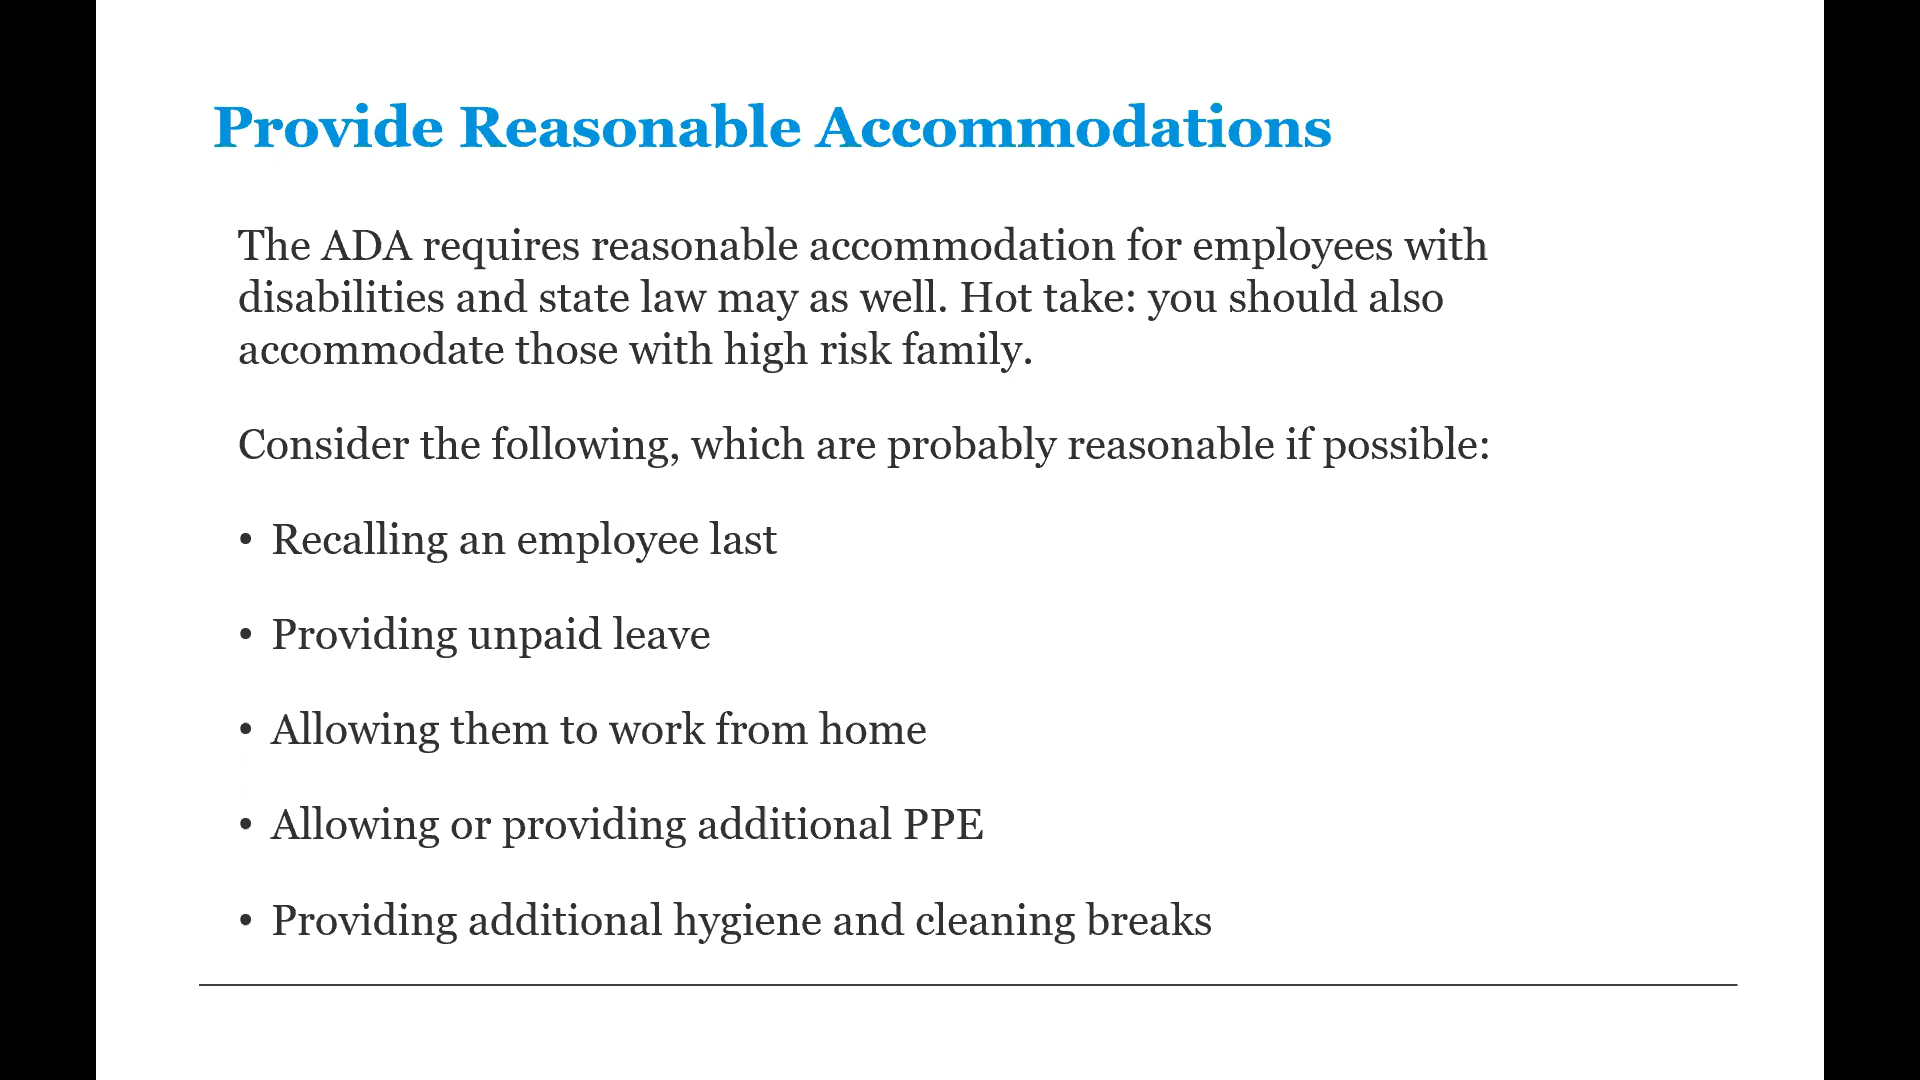 Provide Reasonable Accommodations
The ADA requires reasonable accommodation for employees with
disabilities and state law may as well. Hot take: you should also
accommodate those with high risk family.
Consider the following, which are probably reasonable if possible:
• Recalling an employee last
• Providing unpaid leave
• Allowing them to work from home
• Allowing or providing additional PPE
• Providing additional hygiene and cleaning breaks